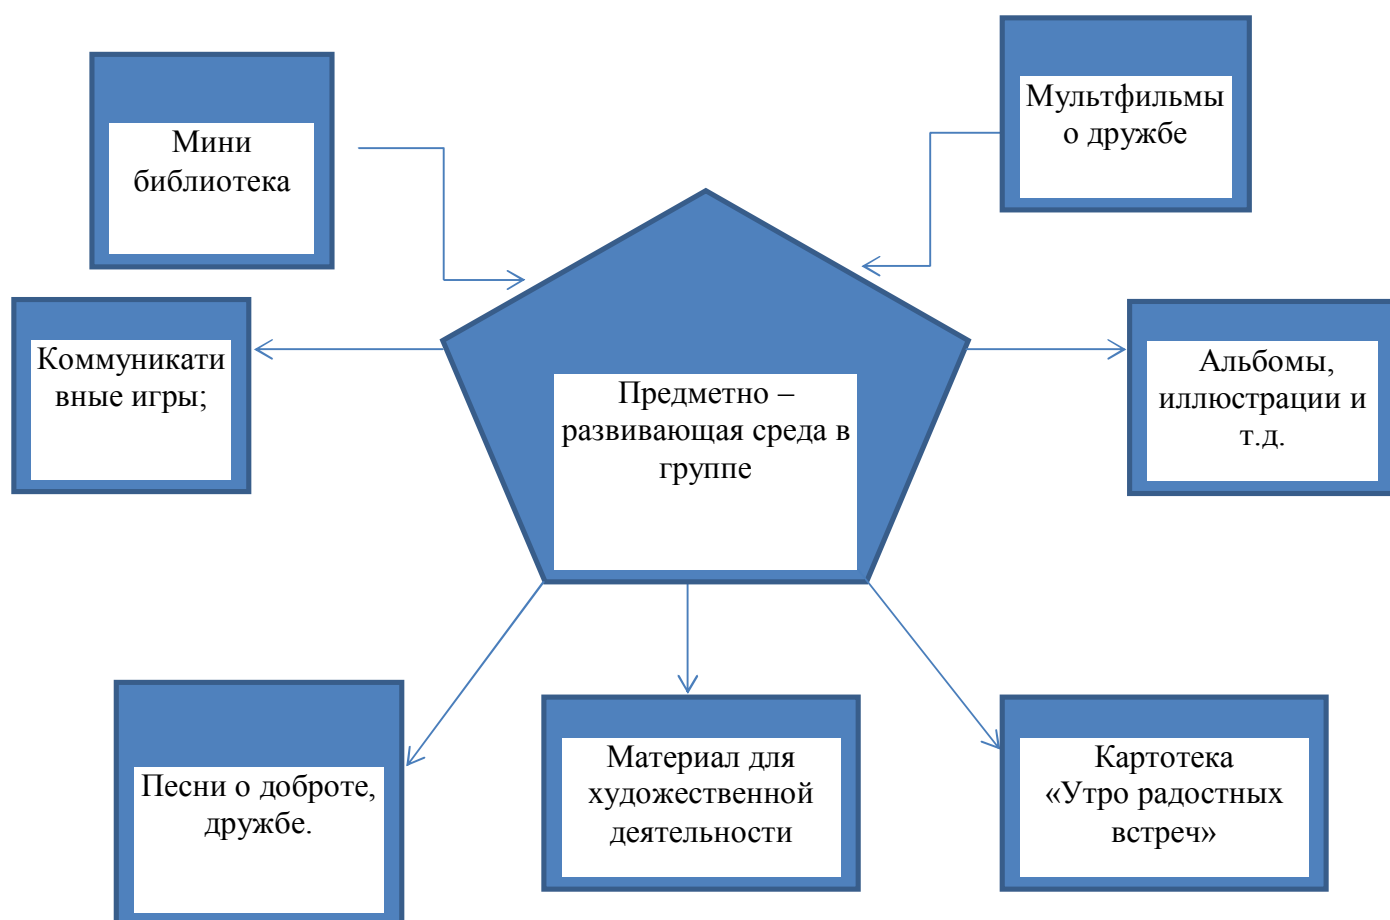 Мультфильмы
о дружбе
Мини
библиотека
Коммуникати
вные игры;
Предметно –
развивающая среда в
группе
Альбомы,
иллюстрации и
т.д.
Песни о доброте,
дружбе.
Материал для
художественной
деятельности
Картотека
«Утро радостных
встреч»